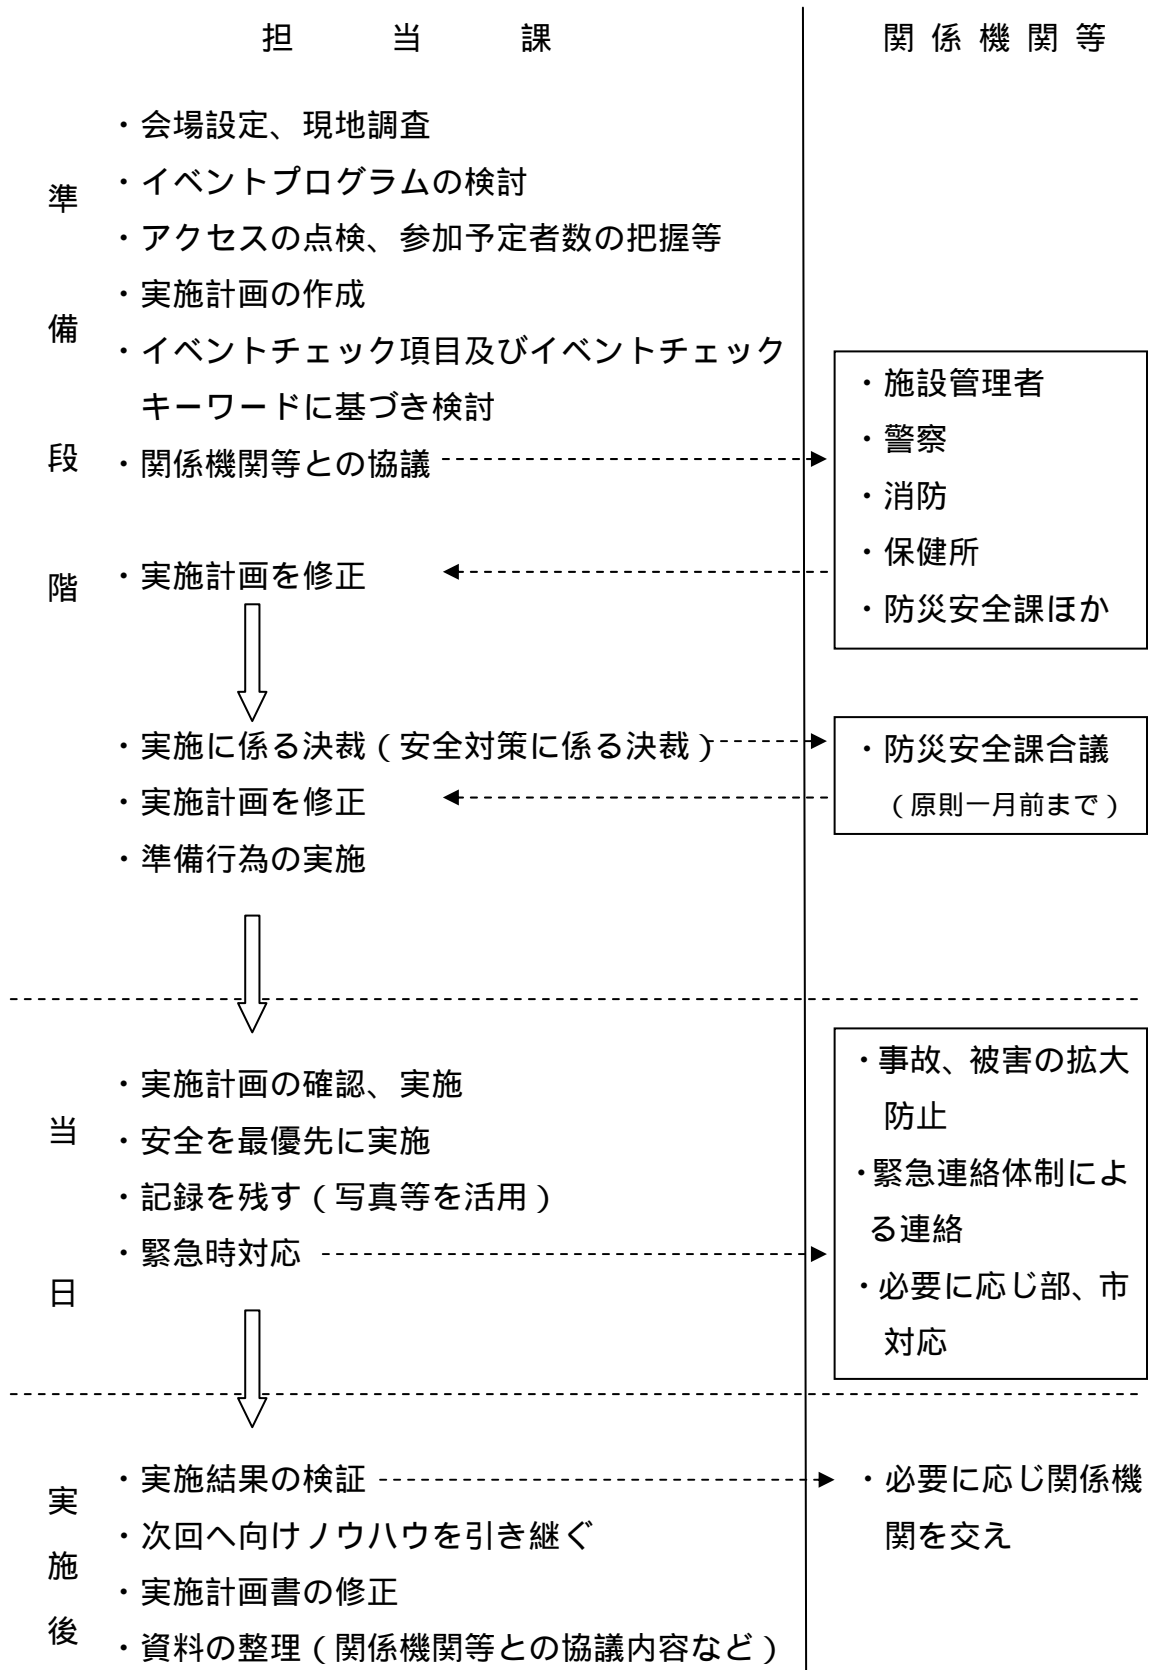 担当課
関係機関等
準備段階
・会場設定、現地調査
・イベントプログラムの検討
・アクセスの点検、参加予定者数の把握等
・実施計画の作成
・イベントチェック項目及びイベントチェック
キーワードに基づき検討
・関係機関等との協議
・実施計画を修正
・施設管理者
・警察
・消防
・保健所
・防災安全課ほか
・実施に係る決裁(安全対策に係る決裁)
・実施計画を修正
・準備行為の実施
・防災安全課合議
(原則一月前まで)
当日
・実施計画の確認、実施
・安全を最優先に実施
・記録を残す(写真等を活用)
・緊急時対応
・事故、被害の拡大
防止
・緊急連絡体制によ
る連絡
・必要に応じ部、市
対応
実施後
・実施結果の検証
・次回へ向けノウハウを引き継ぐ
・実施計画書の修正
・資料の整理(関係機関等との協議内容など)
・必要に応じ関係機
関を交え